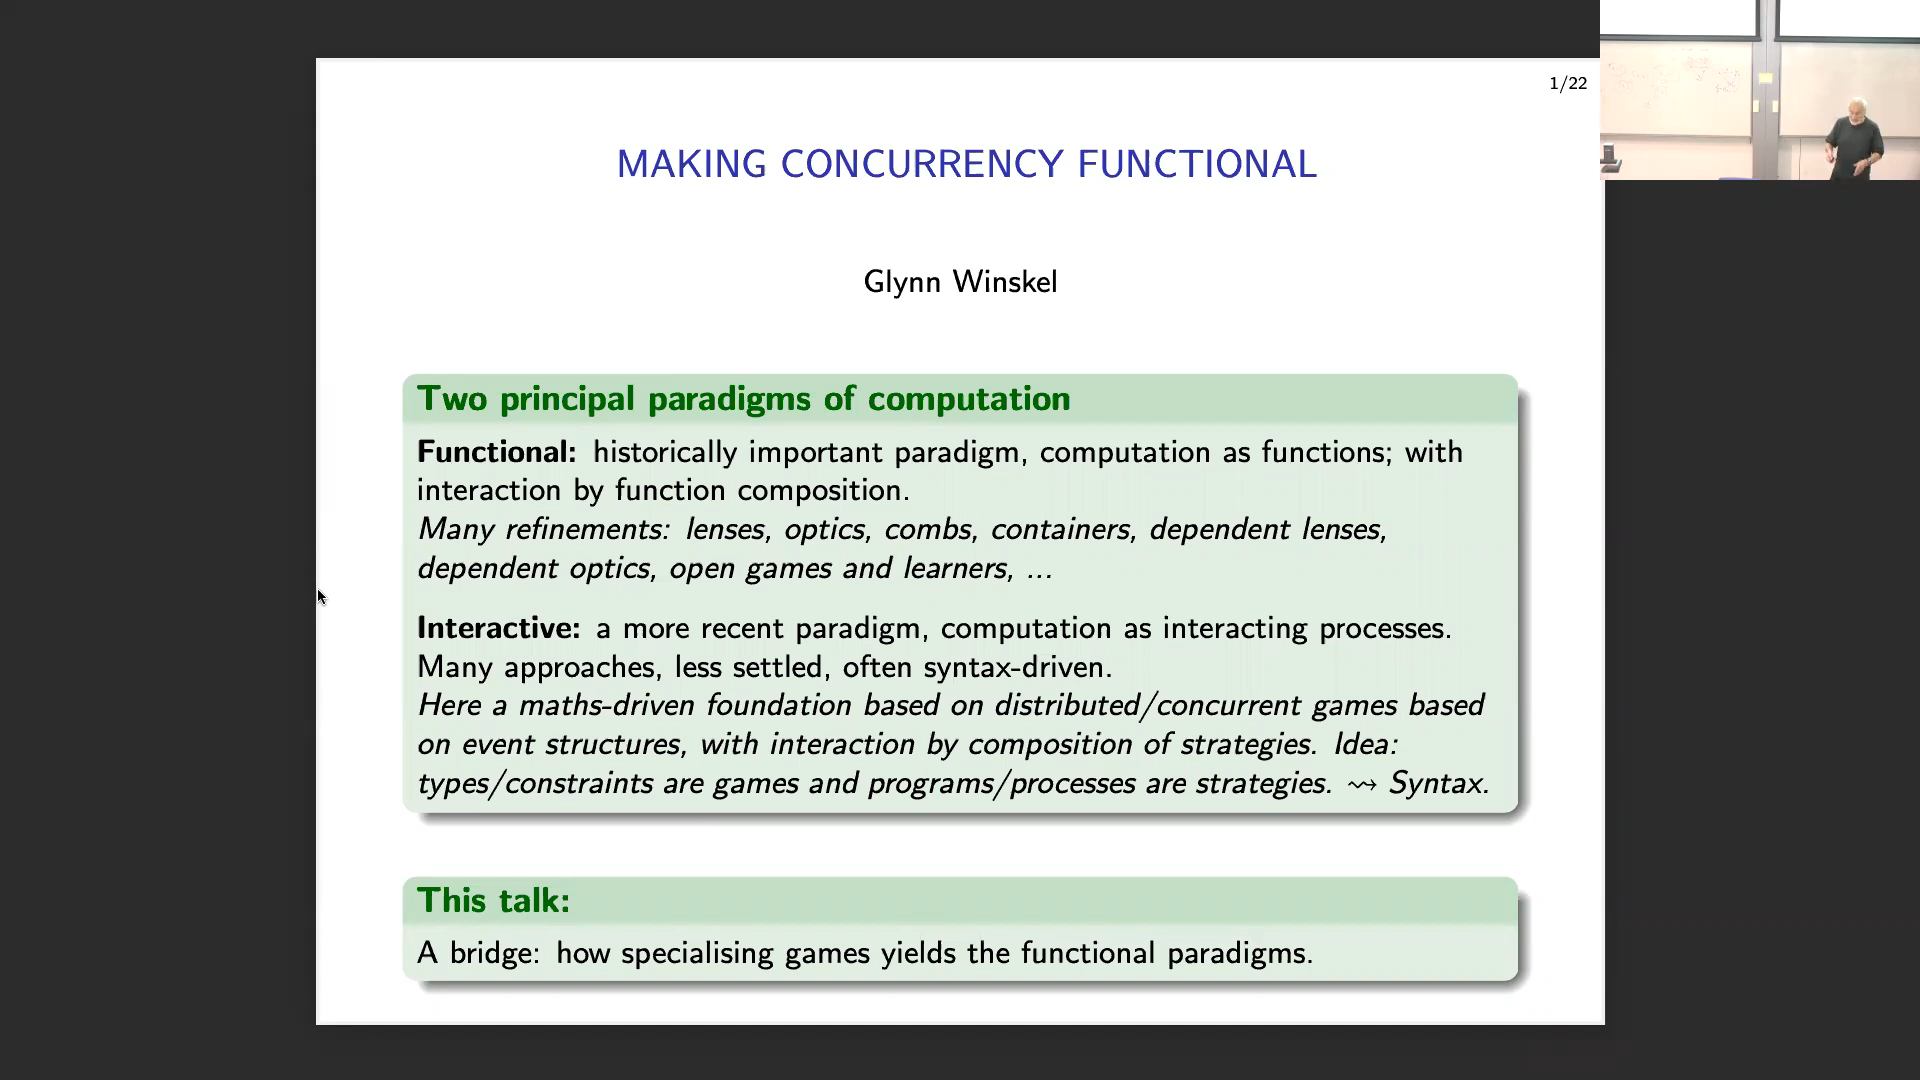 1/22
MAKING CONCURRENCY FUNCTIONAL
Glynn Winskel
Two principal paradigms of computation
Functional: historically important paradigm, computation as functions; with
interaction by function composition.
Many refinements: lenses, optics, combs, containers, dependent lenses,
dependent optics, open games and learners, ...
Interactive: a more recent paradigm, computation as interacting processes.
Many approaches, less settled, often syntax-driven.
Here a maths-driven foundation based on distributed/concurrent games based
on event structures, with interaction by composition of strategies. Idea:
types/constraints are games and programs/processes are strategies. ⇝ Syntax.
This talk:
A bridge: how specialising games yields the functional paradigms.